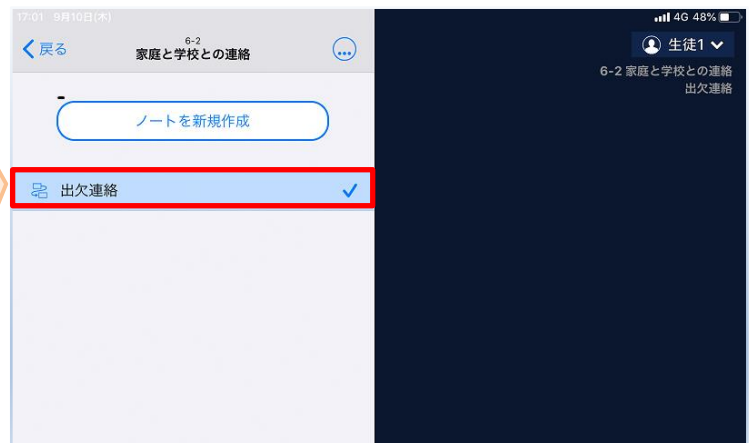 17:01 9月10日(木)
4G 48%
戻る
6-2
家庭と学校との連絡
生徒1
6-2 家庭と学校との連絡
出欠連絡
ノートを新規作成
出欠連絡